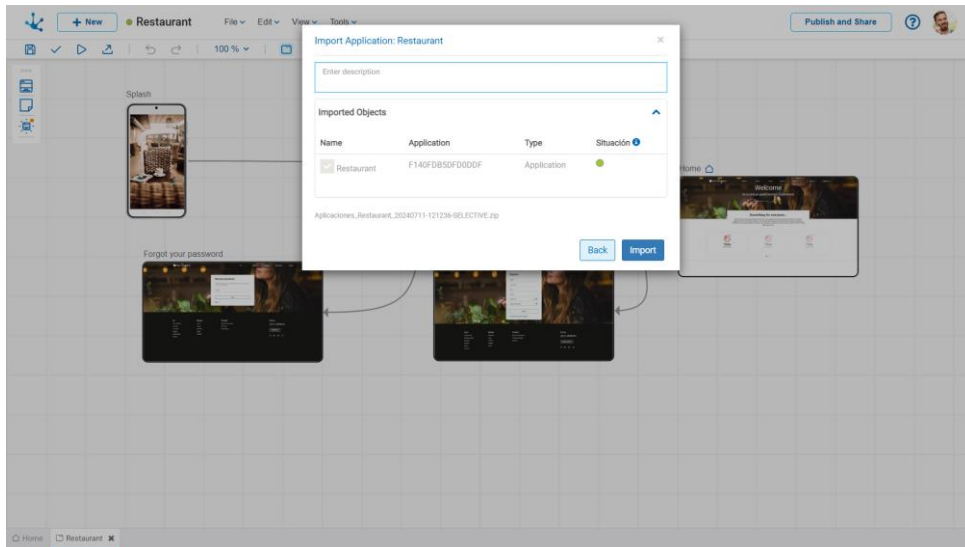 + New
Restaurant
File
Edit
View
Tools
Publish and Share
?
100 %
Import Application: Restaurant
×
Enter description
Imported Objects
Name Application Type Situación
Restaurant F140FDB5DFD0DDF Application
Aplicaciones_Restaurant_20240711-121236-SELECTIVE.zip
Back Import
Splash
Home
Welcome
Forgot your password
Home
Restaurant